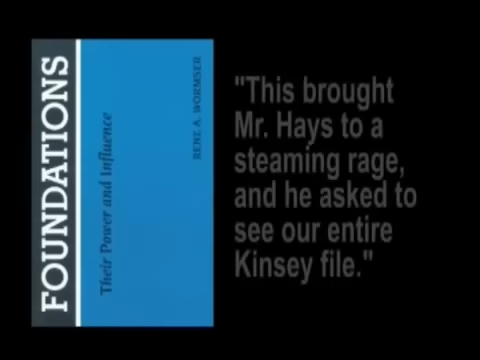 FOUNDATIONS
Their Power and Influence
RENE A. WORMSER
"This brought
Mr. Hays to a
steaming rage,
and he asked to
see our entire
Kinsey file."